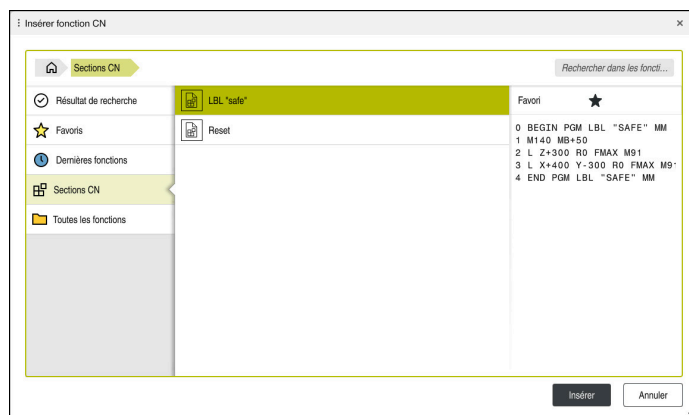 Insérer fonction CN
Sections CN
Rechercher dans les foncti...
Résultat de recherche
Favoris
Dernières fonctions
Sections CN
Toutes les fonctions
LBL "safe"
Reset
Favori
0 BEGIN PGM LBL "SAFE" MM
1 M140 MB+50
2 L Z+300 R0 FMAX M91
3 L X+400 Y-300 R0 FMAX M91
4 END PGM LBL "SAFE" MM
Insérer
Annuler